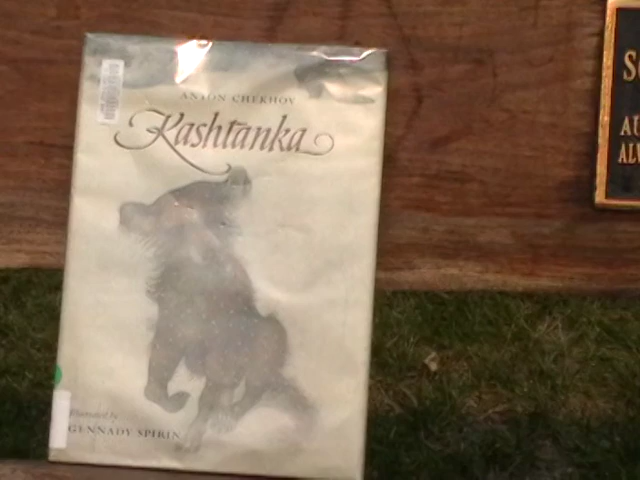 ANTON CHEKHOV
Kashtanka
Illustrated by
GENNADY SPIRIN